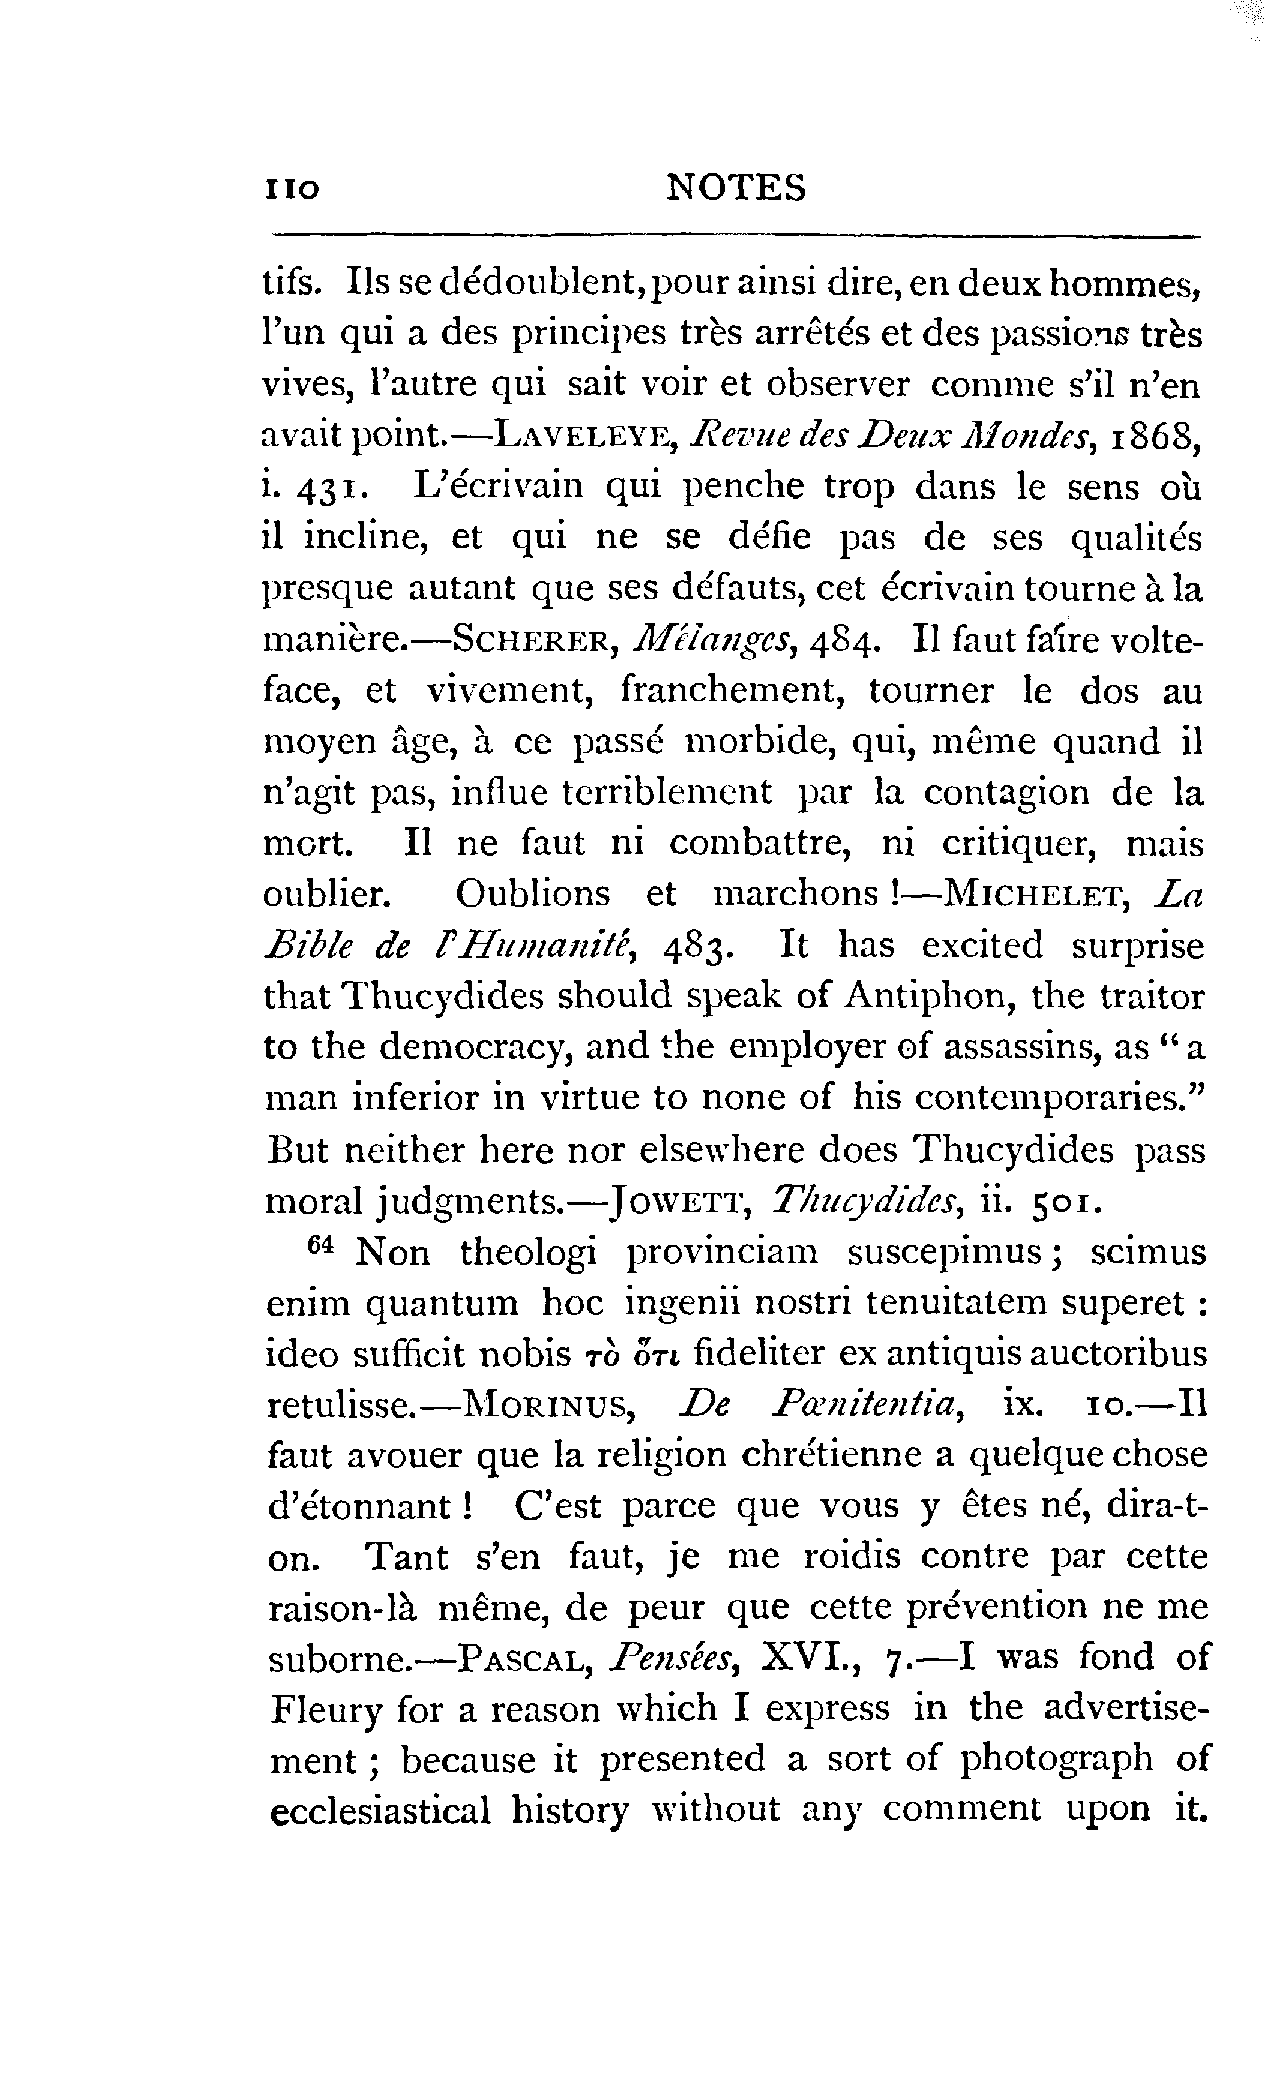 110 NOTES
tifs. Ils se dédoublent, pour ainsi dire, en deux hommes,
l'un qui a des principes très arrêtés et des passions très
vives, l'autre qui sait voir et observer comme s'il n'en
avait point.—LAVELEYE, Revue des Deux Mondes, 1868,
i. 431. L'écrivain qui penche trop dans le sens où
il incline, et qui ne se défie pas de ses qualités
presque autant que ses défauts, cet écrivain tourne à la
manière.—SCHERER, Mélanges, 484. Il faut faire volte-
face, et vivement, franchement, tourner le dos au
moyen âge, à ce passé morbide, qui, même quand il
n'agit pas, influe terriblement par la contagion de la
mort. Il ne faut ni combattre, ni critiquer, mais
oublier. Oublions et marchons !—MICHELET, La
Bible de l'Humanité, 483. It has excited surprise
that Thucydides should speak of Antiphon, the traitor
to the democracy, and the employer of assassins, as “ a
man inferior in virtue to none of his contemporaries.”
But neither here nor elsewhere does Thucydides pass
moral judgments.—JOWETT, Thucydides, ii. 501.
64 Non theologi provinciam suscepimus ; scimus
enim quantum hoc ingenii nostri tenuitatem superet :
ideo sufficit nobis τὸ ὅτι fideliter ex antiquis auctoribus
retulisse.—MORINUS, De Pœnitentia, ix. 10.—Il
faut avouer que la religion chrétienne a quelque chose
d'étonnant ! C'est parce que vous y êtes né, dira-t-
on. Tant s'en faut, je me roidis contre par cette
raison-là même, de peur que cette prévention ne me
suborne.—PASCAL, Pensées, XVI., 7.—I was fond of
Fleury for a reason which I express in the advertise-
ment ; because it presented a sort of photograph of
ecclesiastical history without any comment upon it.